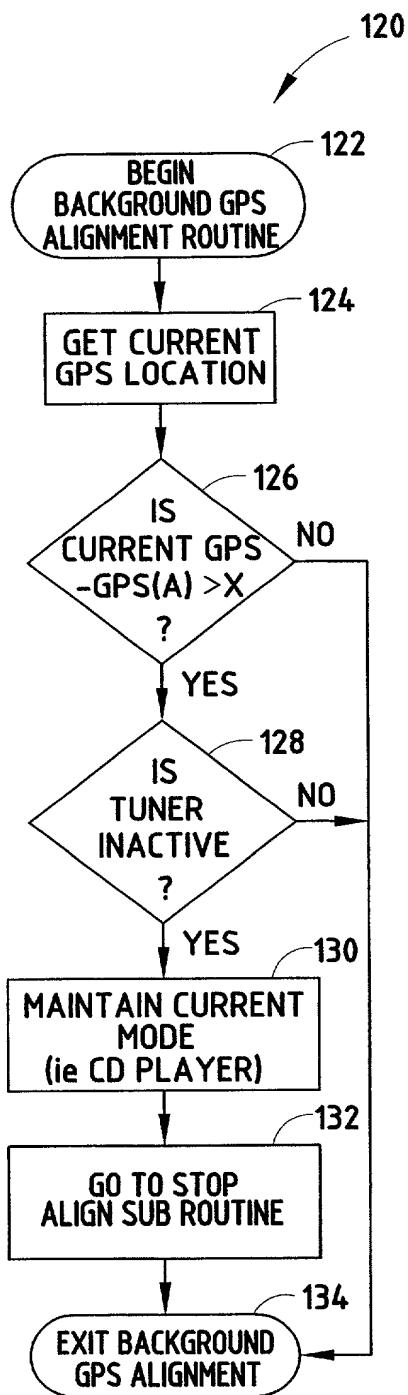 120
122
BEGIN
BACKGROUND GPS
ALIGNMENT ROUTINE
124
GET CURRENT
GPS LOCATION
126
IS
CURRENT GPS
-GPS(A) >X
?
NO
YES
128
IS
TUNER
INACTIVE
?
NO
YES
130
MAINTAIN CURRENT
MODE
(ie CD PLAYER)
132
GO TO STOP
ALIGN SUB ROUTINE
134
EXIT BACKGROUND
GPS ALIGNMENT